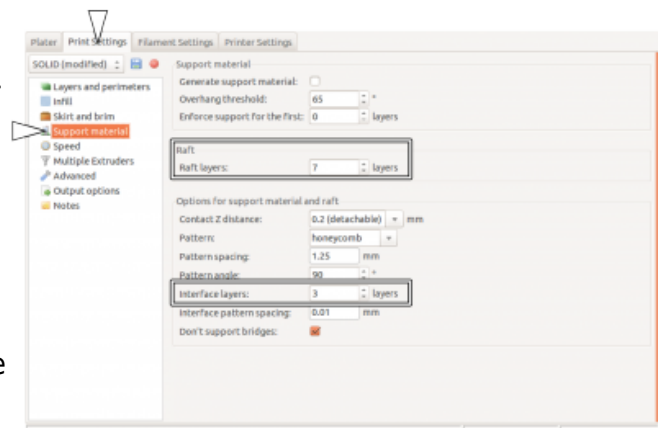 Plater Print Settings Filament Settings Printer Settings
SOLID (modified)
Layers and perimeters
Infill
Skirt and brim
Support material
Speed
Multiple Extruders
Advanced
Output options
Notes
Support material
Generate support material:
Overhang threshold: 65 °
Enforce support for the first: 0 layers
Raft
Raft layers: 7 layers
Options for support material and raft
Contact Z distance: 0.2 (detachable) mm
Pattern: honeycomb
Pattern spacing: 1.25 mm
Pattern angle: 90 °
Interface layers: 3 layers
Interface pattern spacing: 0.01 mm
Don't support bridges:
e